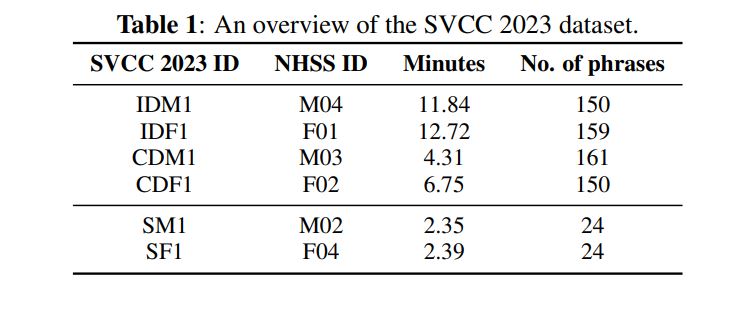 Table 1: An overview of the SVCC 2023 dataset.
SVCC 2023 ID NHSS ID Minutes No. of phrases
IDM1 M04 11.84 150
IDF1 F01 12.72 159
CDM1 M03 4.31 161
CDF1 F02 6.75 150
SM1 M02 2.35 24
SF1 F04 2.39 24